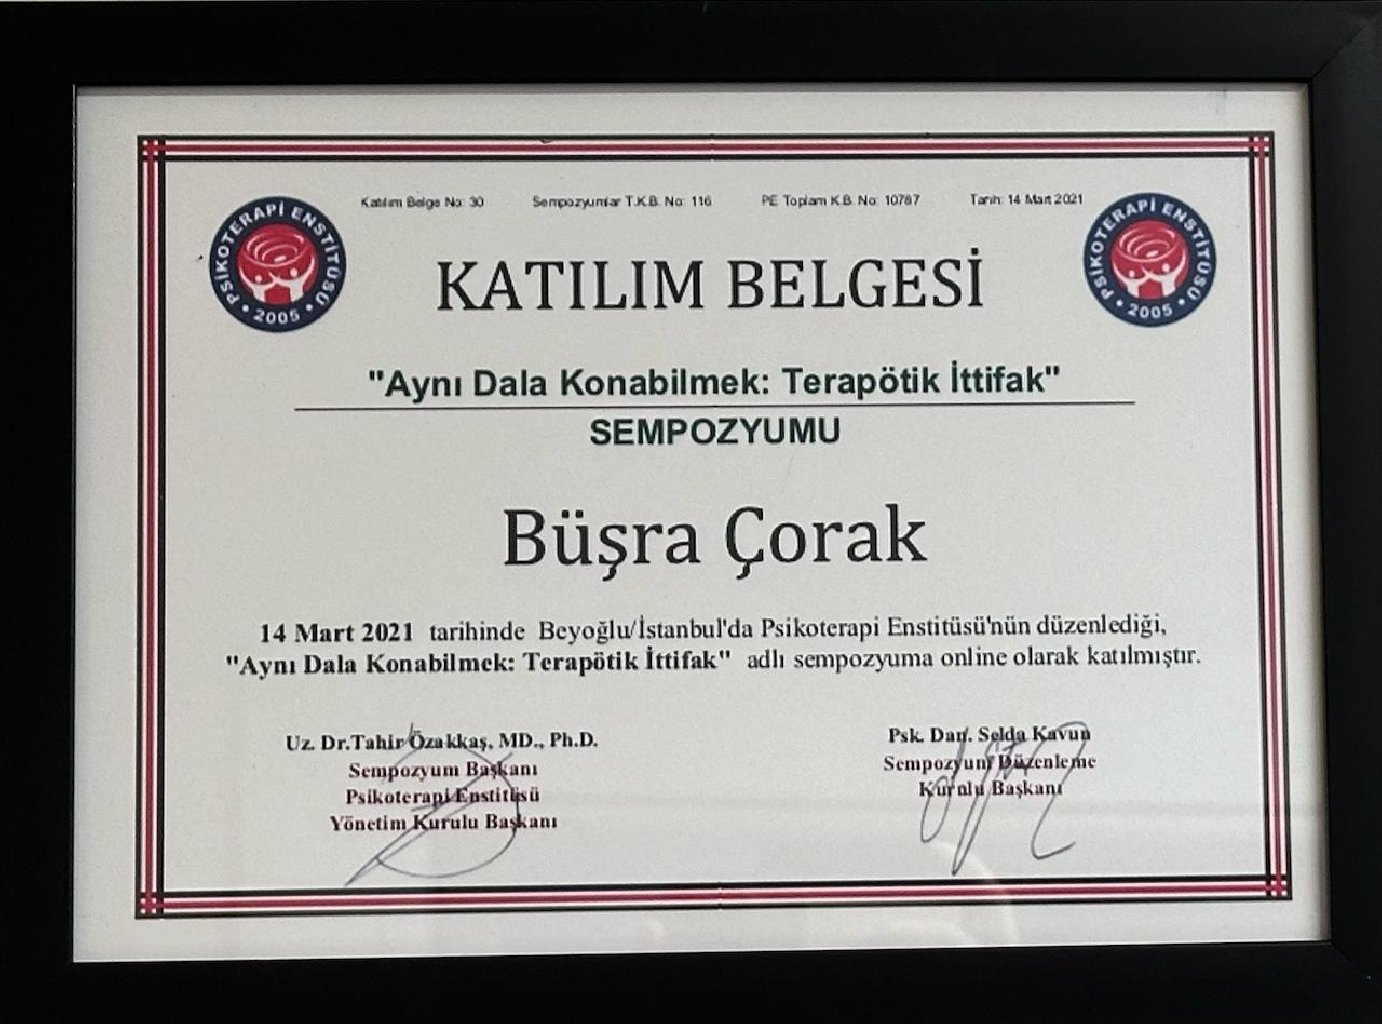 Katılım Belge No: 30 Sempozyumlar T.K.B. No: 116 PE Toplam K.B. No: 10787 Tarih: 14 Mart 2021
PSİKOTERAPİ ENSTİTÜSÜ • 2005 •
PSİKOTERAPİ ENSTİTÜSÜ • 2005 •
KATILIM BELGESİ
"Aynı Dala Konabilmek: Terapötik İttifak"
SEMPOZYUMU
Büşra Çorak
14 Mart 2021 tarihinde Beyoğlu/İstanbul'da Psikoterapi Enstitüsü'nün düzenlediği,
"Aynı Dala Konabilmek: Terapötik İttifak" adlı sempozyuma online olarak katılmıştır.
Uz. Dr.Tahir Özakkaş, MD., Ph.D.
Sempozyum Başkanı
Psikoterapi Enstitüsü
Yönetim Kurulu Başkanı
Psk. Dan. Selda Kavun
Sempozyum Düzenleme
Kurulu Başkanı